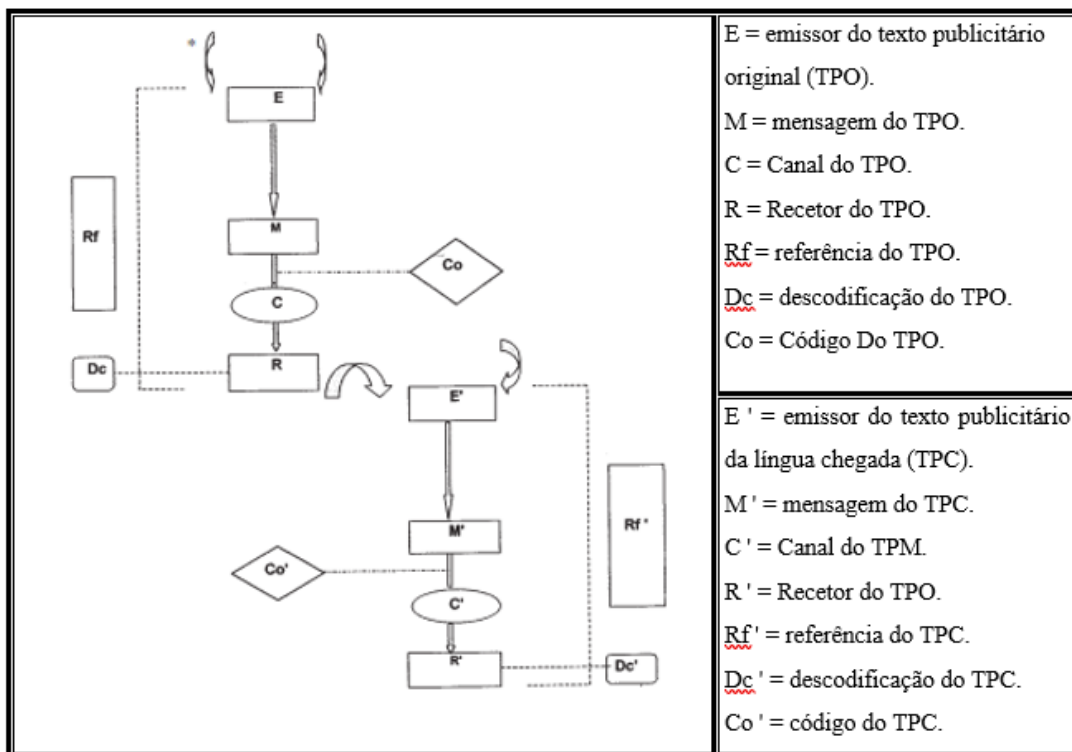 *
E
M
Rf
Co
C
R
Dc
E'
M'
Rf '
Co'
C'
R'
Dc'
E = emissor do texto publicitário
original (TPO).
M = mensagem do TPO.
C = Canal do TPO.
R = Recetor do TPO.
Rf = referência do TPO.
Dc = descodificação do TPO.
Co = Código Do TPO.
E ' = emissor do texto publicitário
da língua chegada (TPC).
M ' = mensagem do TPC.
C ' = Canal do TPM.
R ' = Recetor do TPO.
Rf ' = referência do TPC.
Dc ' = descodificação do TPC.
Co ' = código do TPC.